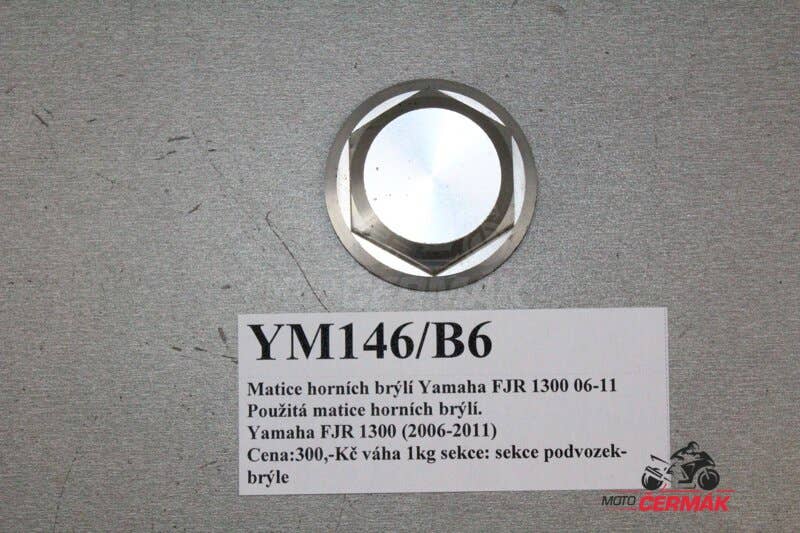 YM146/B6
Matice horních brýlí Yamaha FJR 1300 06-11
Použitá matice horních brýlí.
Yamaha FJR 1300 (2006-2011)
Cena:300,-Kč váha 1kg sekce: sekce podvozek-
brýle
MOTO ČERMÁK